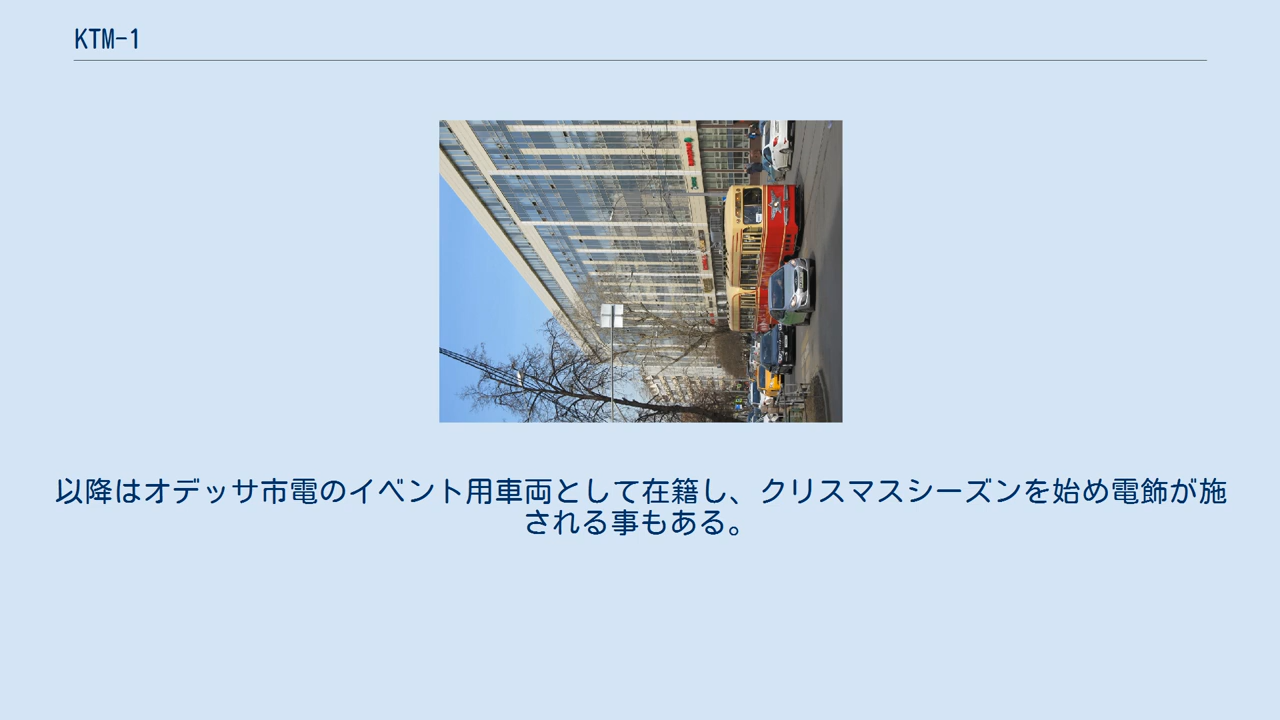 KTM-1
以降はオデッサ市電のイベント用車両として在籍し、クリスマスシーズンを始め電飾が施
される事もある。